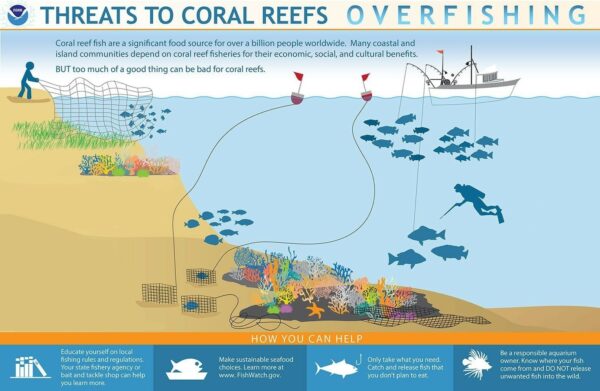 THREATS TO CORAL REEFS OVERFISHING
Coral reef fish are a significant food source for over a billion people worldwide. Many coastal and
island communities depend on coral reef fisheries for their economic, social, and cultural benefits.
BUT too much of a good thing can be bad for coral reefs.
HOW YOU CAN HELP
Educate yourself on local
fishing rules and regulations.
Your state fishery agency or
bait and tackle shop can help
you learn more.
Make sustainable seafood
choices. Learn more at
www. FishWatch.gov.
Only take what you need.
Catch and release fish that
you don't plan to eat.
Be a responsible aquarium
owner. Know where your fish
come from and DO NOT release
unwanted fish into the wild.